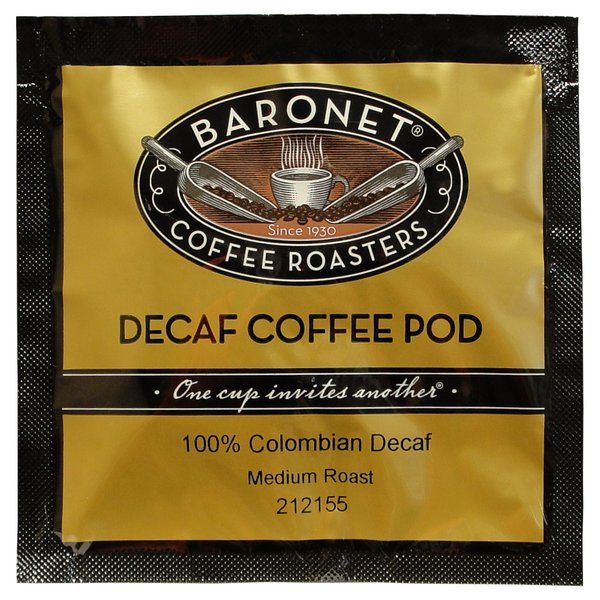 BARONET®
Since 1930
COFFEE ROASTERS
DECAF COFFEE POD
· One cup invites another® ·
100% Colombian Decaf
Medium Roast
212155